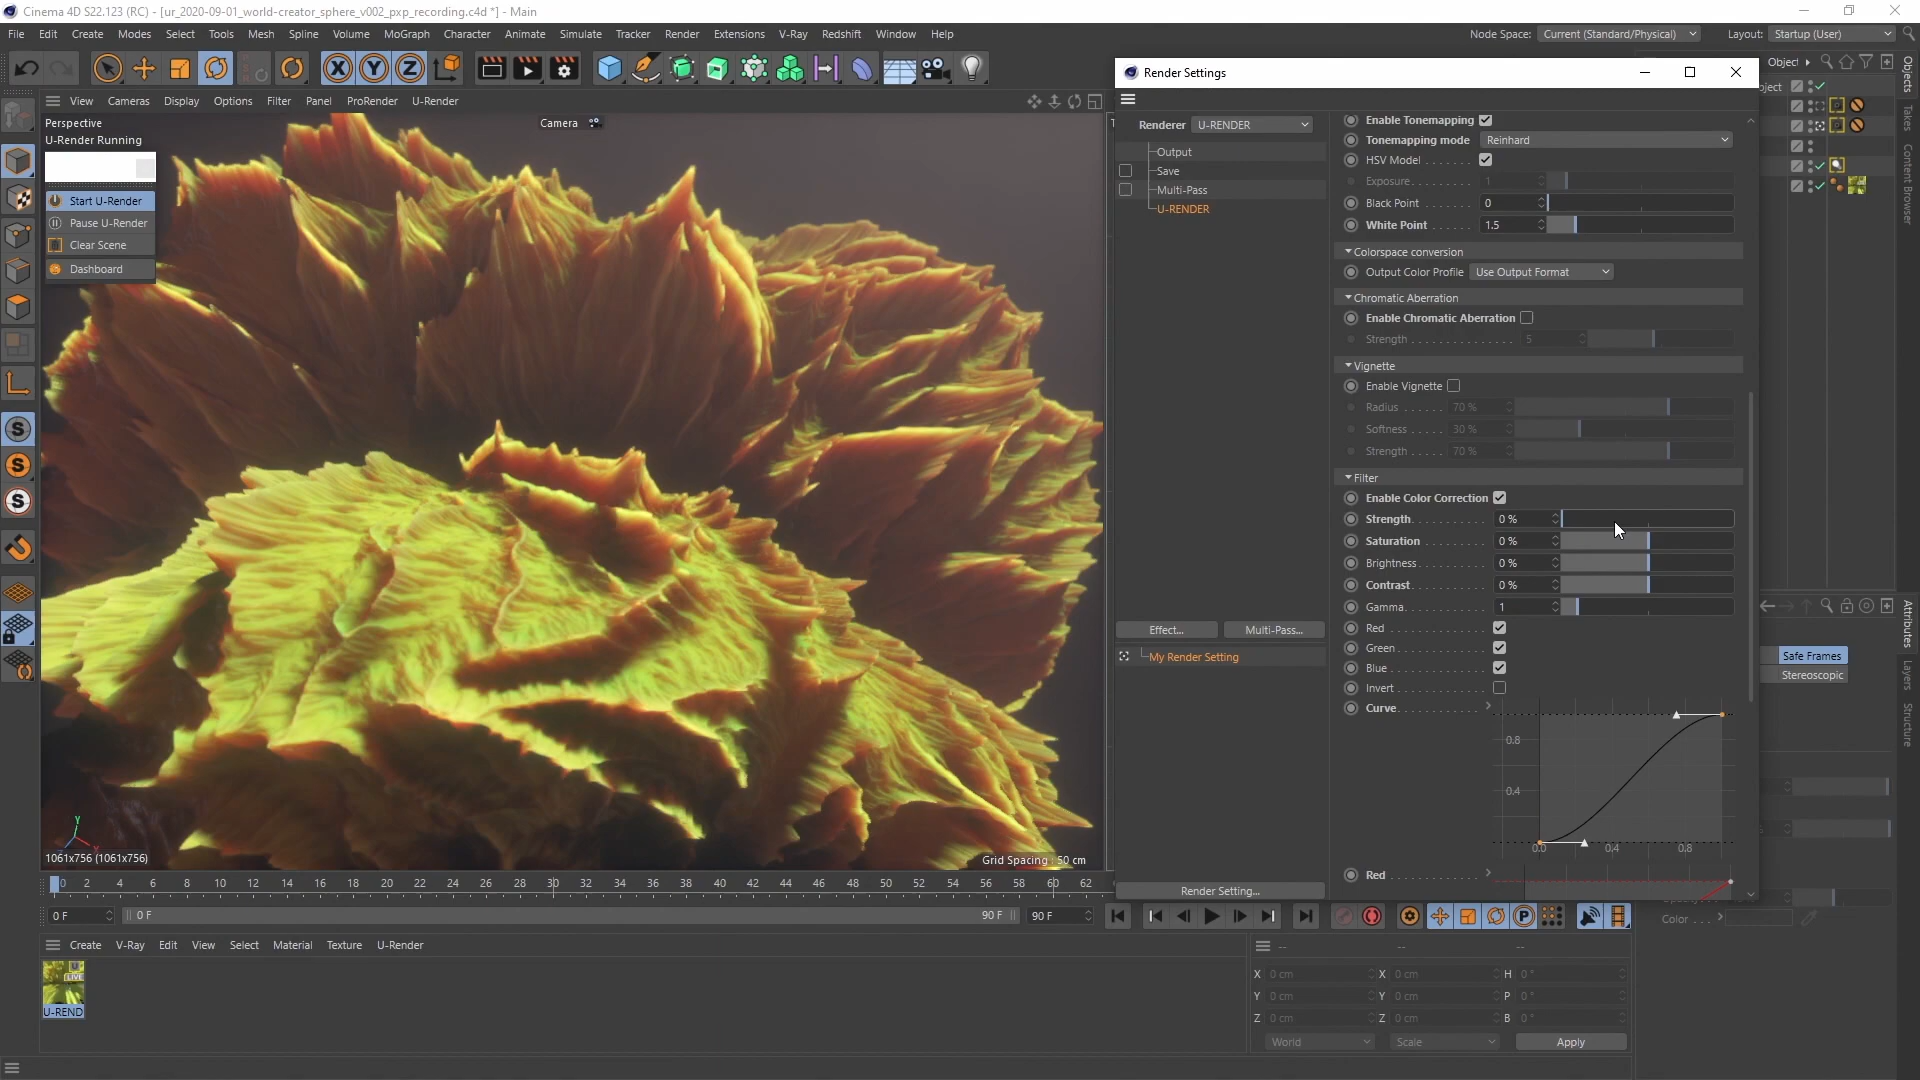 Cinema 4D S22.123 (RC) - [ur_2020-09-01_world-creator_sphere_v002_pxp_recording.c4d *] - Main
File Edit Create Modes Select Tools Mesh Spline Volume MoGraph Character Animate Simulate Tracker Render Extensions V-Ray Redshift Window Help Node Space: Current (Standard/Physical) Layout: Startup (User)
X Y Z
Object
View Cameras Display Options Filter Panel ProRender U-Render
Perspective Camera
U-Render Running
Start U-Render
Pause U-Render
Clear Scene
Dashboard
1061x756 (1061x756)
Grid Spacing : 50 cm
Render Settings
Renderer U-RENDER
Output
Save
Multi-Pass
U-RENDER
Effect... Multi-Pass...
My Render Setting
Render Setting...
Enable Tonemapping
Tonemapping mode Reinhard
HSV Model
Exposure 1
Black Point 0
White Point 1.5
Colorspace conversion
Output Color Profile Use Output Format
Chromatic Aberration
Enable Chromatic Aberration
Strength 5
Vignette
Enable Vignette
Radius 70 %
Softness 30 %
Strength 70 %
Filter
Enable Color Correction
Strength 0 %
Saturation 0 %
Brightness 0 %
Contrast 0 %
Gamma 1
Red
Green
Blue
Invert
Curve
0.8
0.4
0.0 0.4 0.8
Red
Objects
Takes
Content Browser
Attributes
Layers
Structure
Safe Frames
Stereoscopic
Color
0 2 4 6 8 10 12 14 16 18 20 22 24 26 28 30 32 34 36 38 40 42 44 46 48 50 52 54 56 58 60 62
0 F 0 F 90 F 90 F
Create V-Ray Edit View Select Material Texture U-Render
LIVE
U-REND
-- -- --
X 0 cm X 0 cm H 0 °
Y 0 cm Y 0 cm P 0 °
Z 0 cm Z 0 cm B 0 °
World Scale Apply